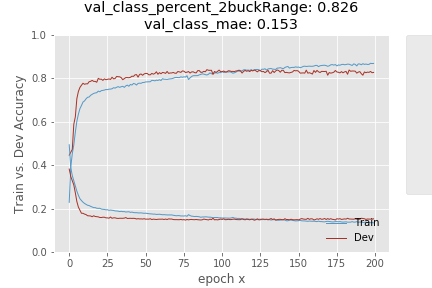 val_class_percent_2buckRange: 0.826
val_class_mae: 0.153
Train vs. Dev Accuracy
1.0
0.8
0.6
0.4
0.2
0.0
Train
Dev
0 25 50 75 100 125 150 175 200
epoch x